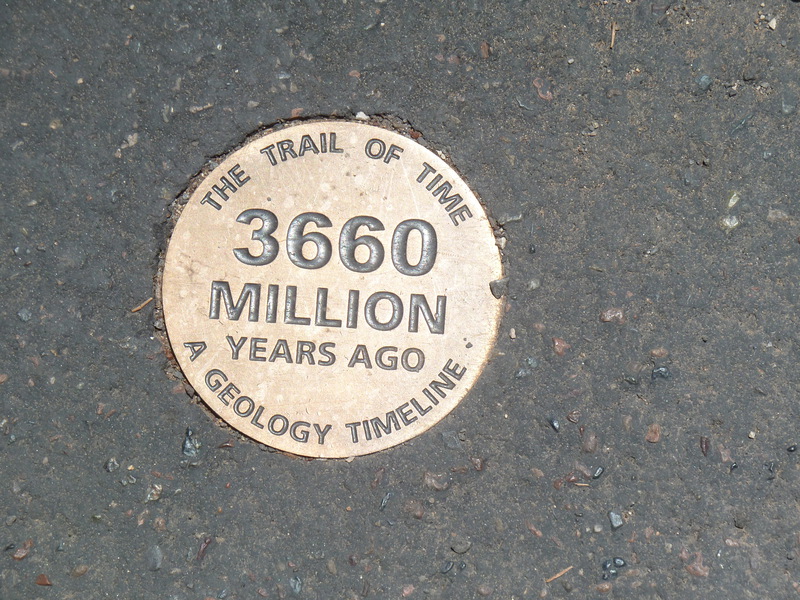 THE TRAIL OF TIME
3660
MILLION
YEARS AGO
A GEOLOGY TIMELINE